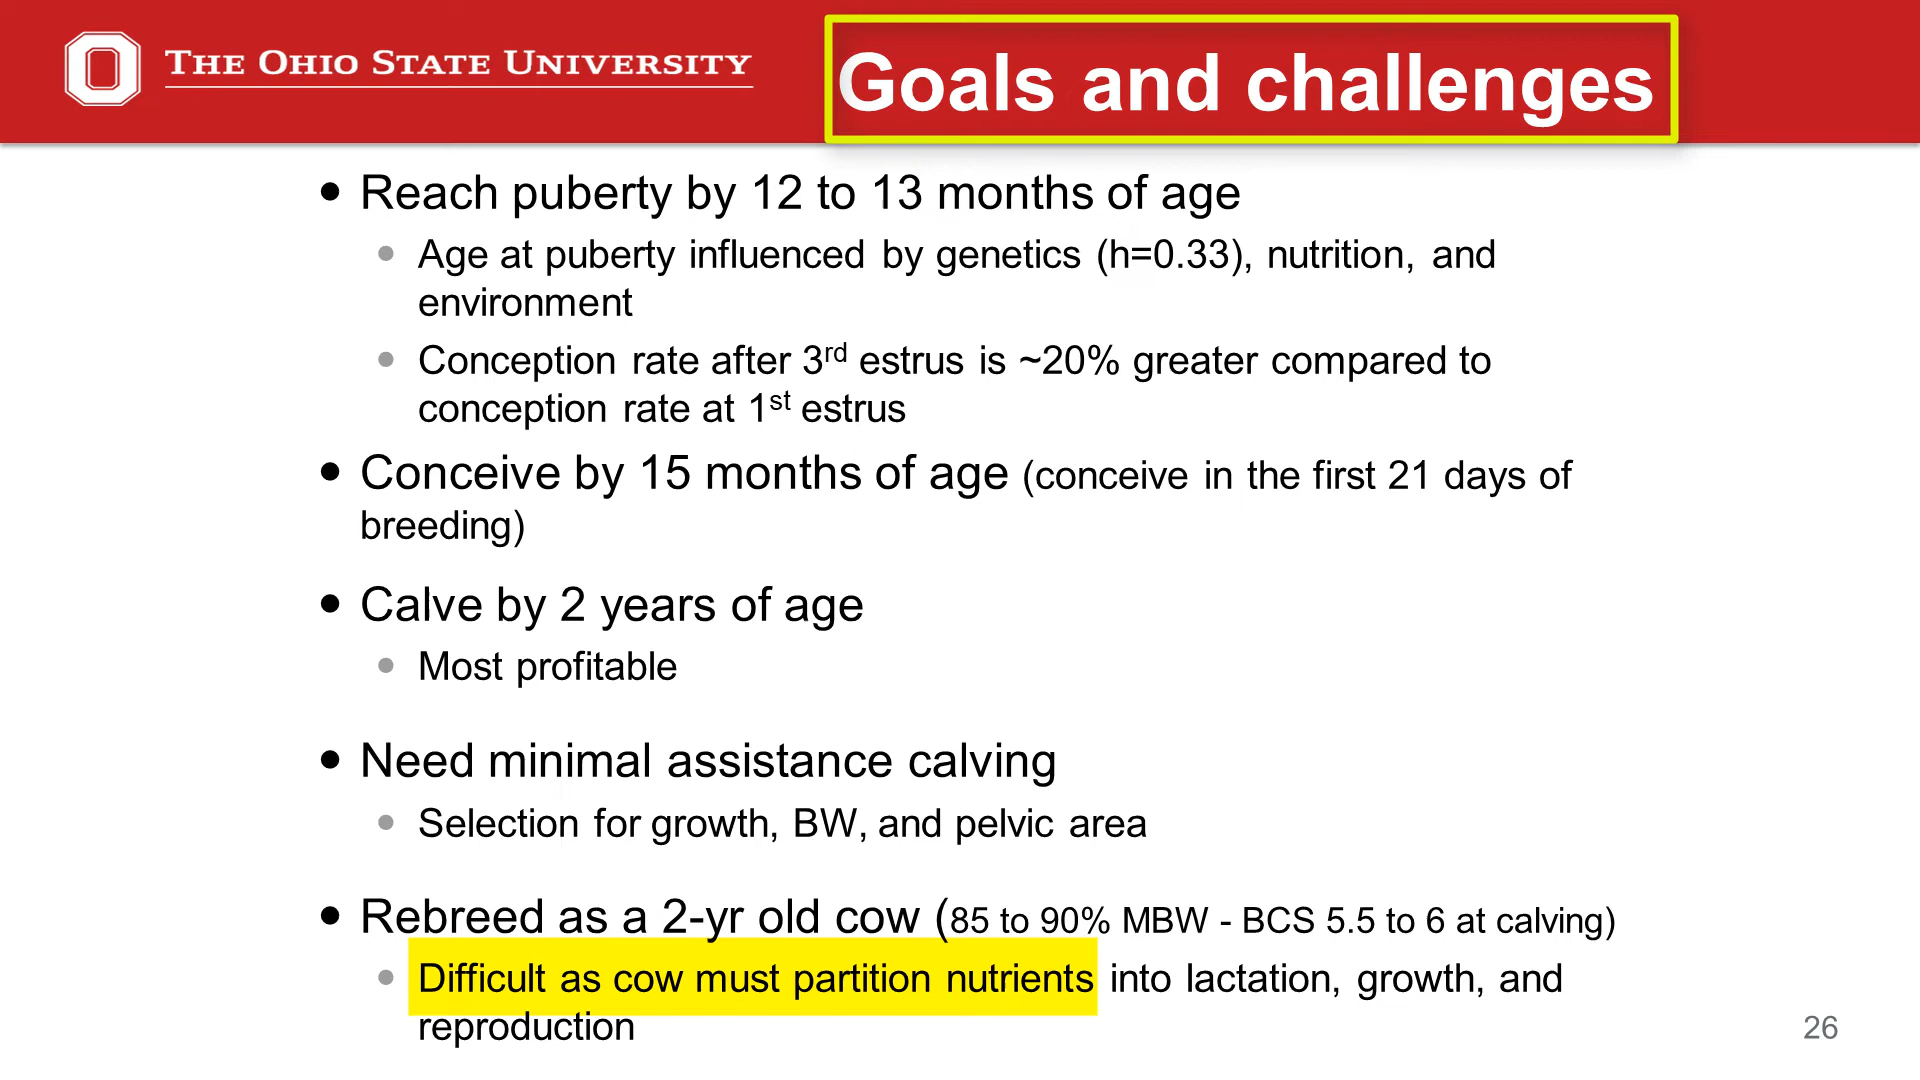 THE OHIO STATE UNIVERSITY
Goals and challenges
• Reach puberty by 12 to 13 months of age
• Age at puberty influenced by genetics (h=0.33), nutrition, and
environment
• Conception rate after 3rd estrus is ~20% greater compared to
conception rate at 1st estrus
• Conceive by 15 months of age (conceive in the first 21 days of
breeding)
• Calve by 2 years of age
• Most profitable
• Need minimal assistance calving
• Selection for growth, BW, and pelvic area
• Rebreed as a 2-yr old cow (85 to 90% MBW - BCS 5.5 to 6 at calving)
• Difficult as cow must partition nutrients into lactation, growth, and
reproduction
26